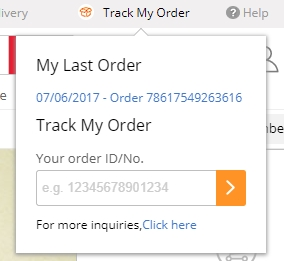 livery Track My Order Help
My Last Order
07/06/2017 - Order 78617549263616
Track My Order
Your order ID/No.
e.g. 12345678901234
For more inquiries,Click here